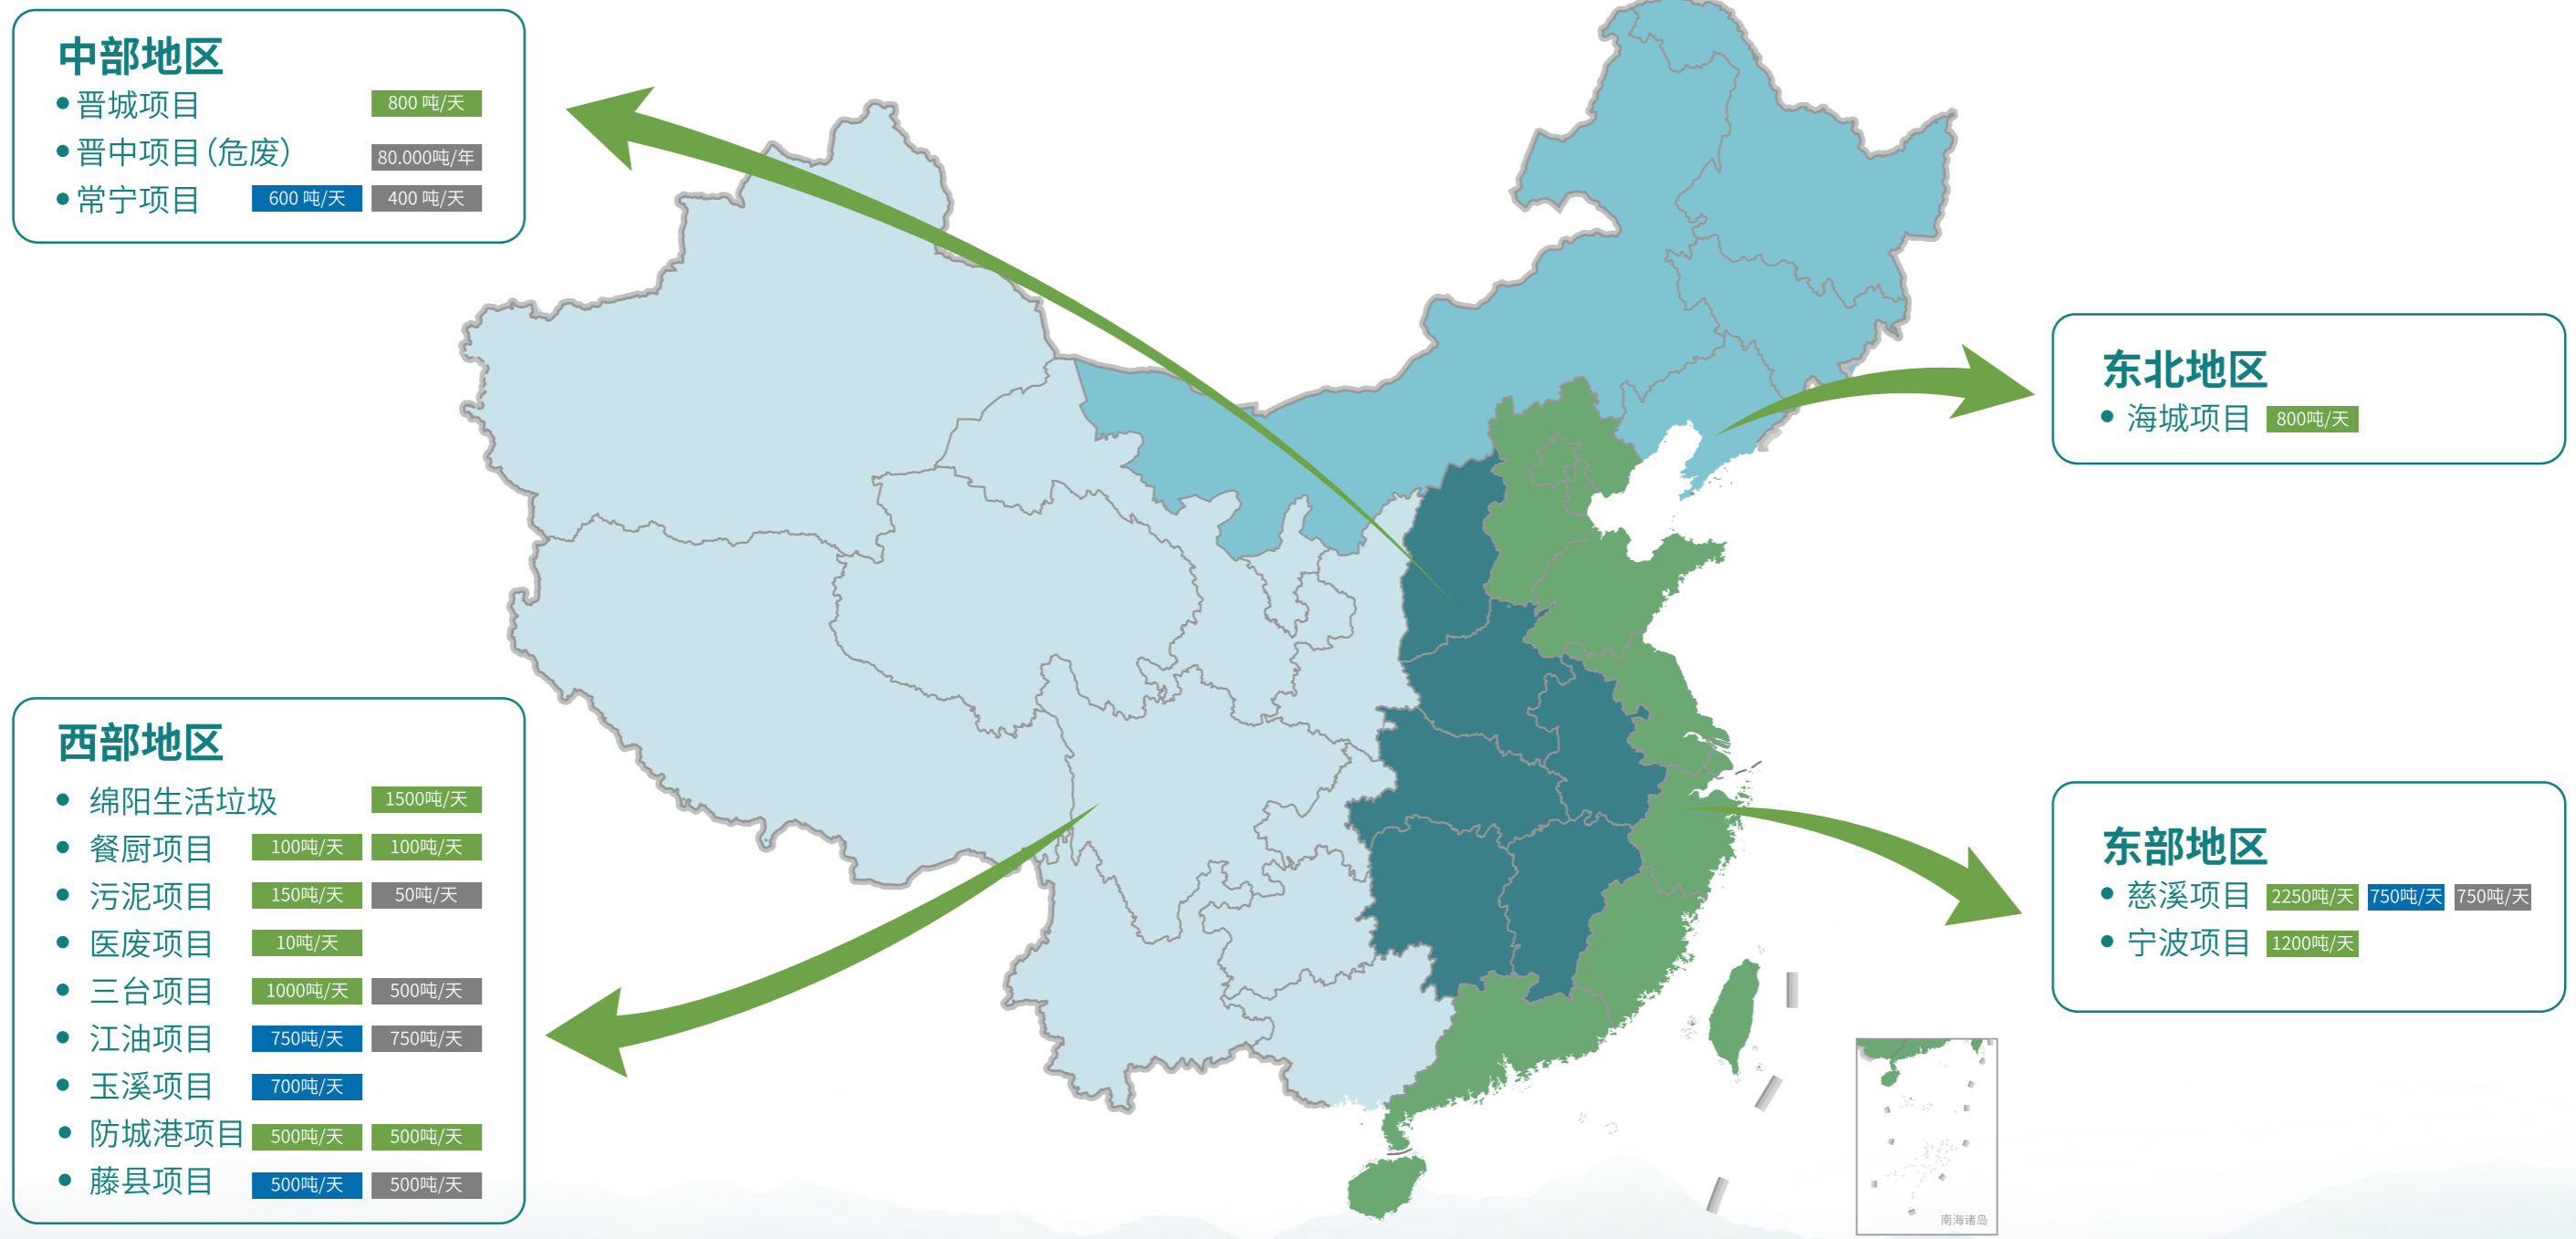 中部地区
晋城项目 800 吨/天
晋中项目（危废） 80.000吨/年
常宁项目 600 吨/天 400 吨/天
东北地区
海城项目 800吨/天
西部地区
绵阳生活垃圾 1500吨/天
餐厨项目 100吨/天 100吨/天
污泥项目 150吨/天 50吨/天
医废项目 10吨/天
三台项目 1000吨/天 500吨/天
江油项目 750吨/天 750吨/天
玉溪项目 700吨/天
防城港项目 500吨/天 500吨/天
藤县项目 500吨/天 500吨/天
东部地区
慈溪项目 2250吨/天 750吨/天 750吨/天
宁波项目 1200吨/天
南海诸岛